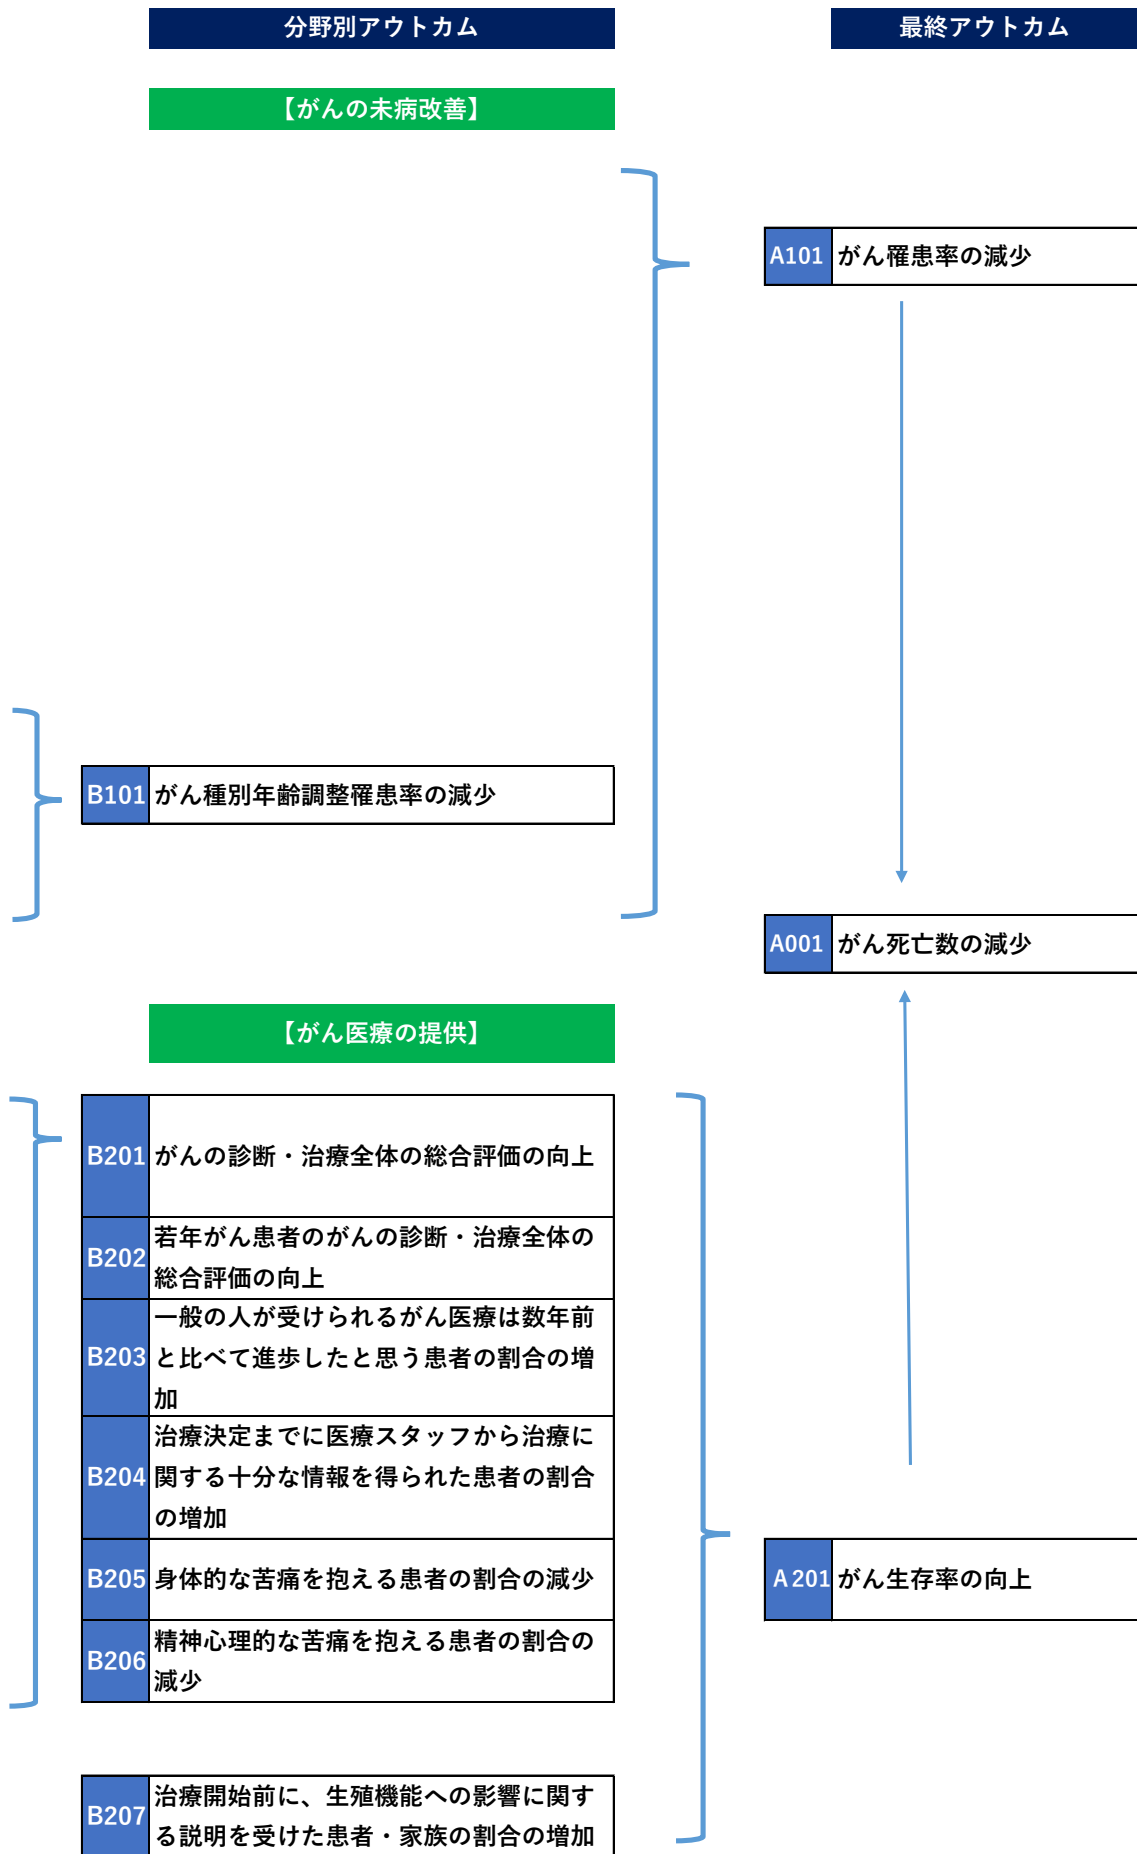 分野別アウトカム
最終アウトカム
【がんの未病改善】
A101 がん罹患率の減少
B101 がん種別年齢調整罹患率の減少
A001 がん死亡数の減少
【がん医療の提供】
B201 がんの診断・治療全体の総合評価の向上
B202 若年がん患者のがんの診断・治療全体の
総合評価の向上
B203 一般の人が受けられるがん医療は数年前
と比べて進歩したと思う患者の割合の増
加
B204 治療決定までに医療スタッフから治療に
関する十分な情報を得られた患者の割合
の増加
B205 身体的な苦痛を抱える患者の割合の減少
A201 がん生存率の向上
B206 精神心理的な苦痛を抱える患者の割合の
減少
B207 治療開始前に、生殖機能への影響に関す
る説明を受けた患者・家族の割合の増加